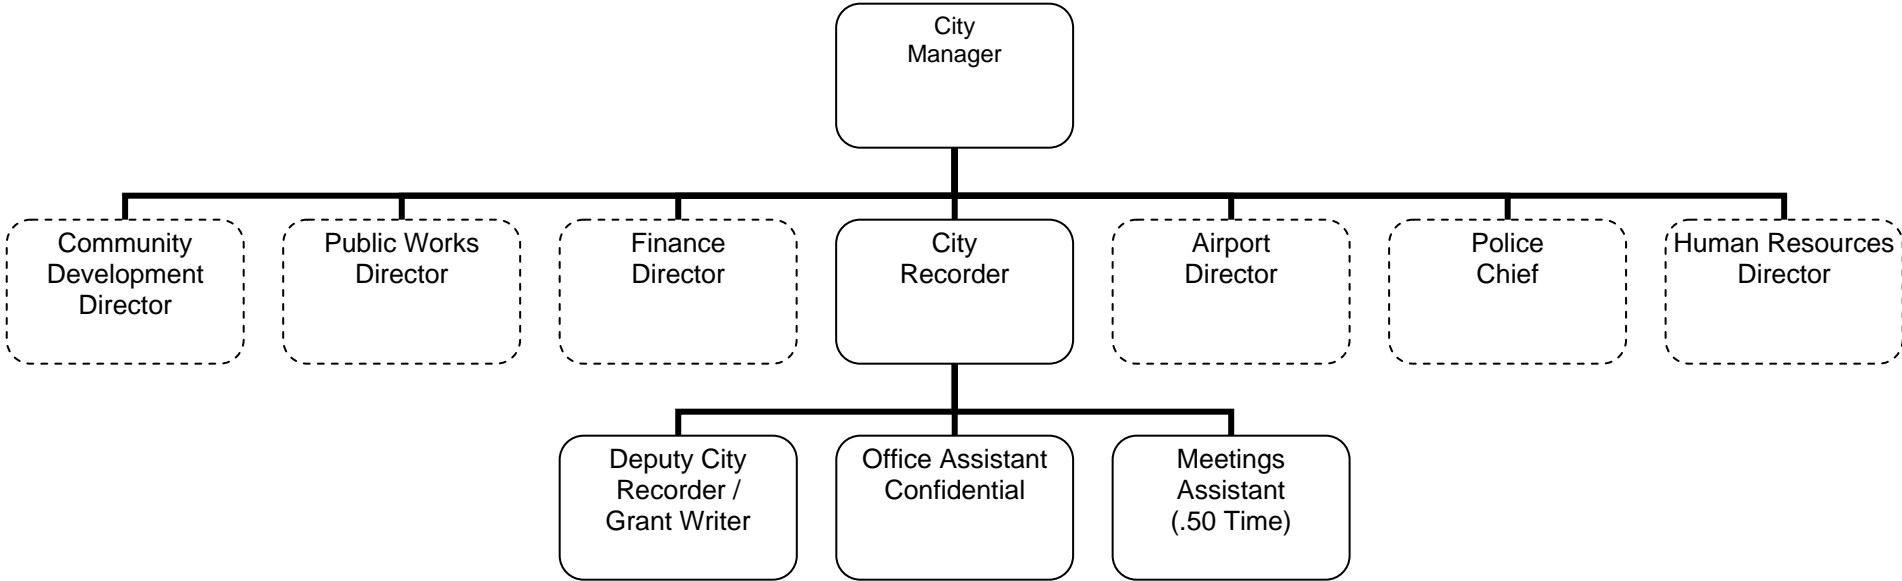 City
Manager
Community
Development
Director
Public Works
Director
Finance
Director
City
Recorder
Airport
Director
Police
Chief
Human Resources
Director
Deputy City
Recorder /
Grant Writer
Office Assistant
Confidential
Meetings
Assistant
(.50 Time)